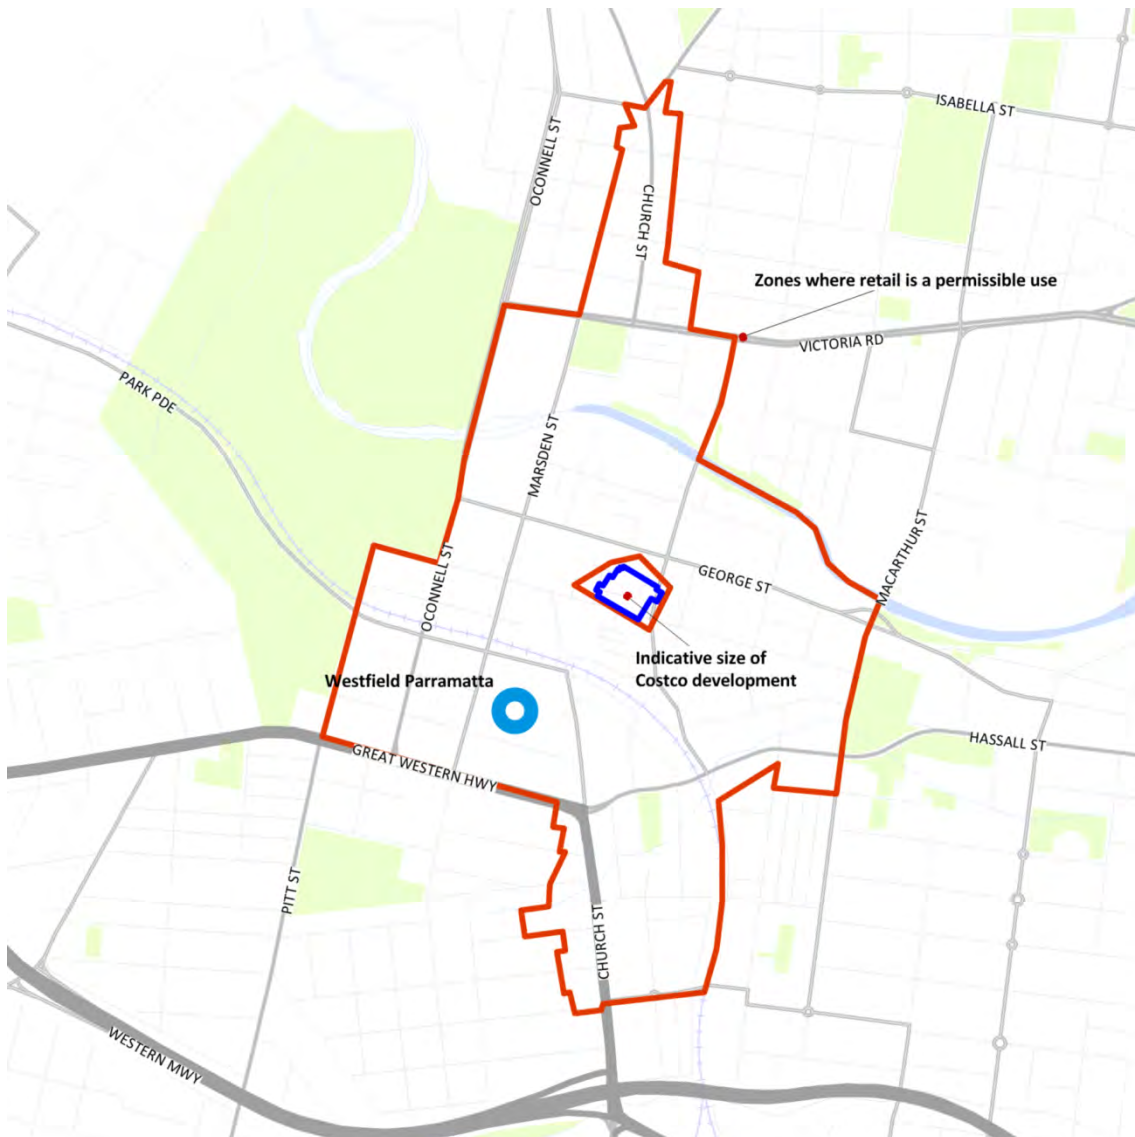 ISABELLA ST
OCONNELL ST
CHURCH ST
Zones where retail is a permissible use
VICTORIA RD
PARK PDE
MARSDEN ST
MACARTHUR ST
OCONNELL ST
GEORGE ST
Indicative size of
Costco development
Westfield Parramatta
HASSALL ST
GREAT WESTERN HWY
PITT ST
CHURCH ST
WESTERN MWY